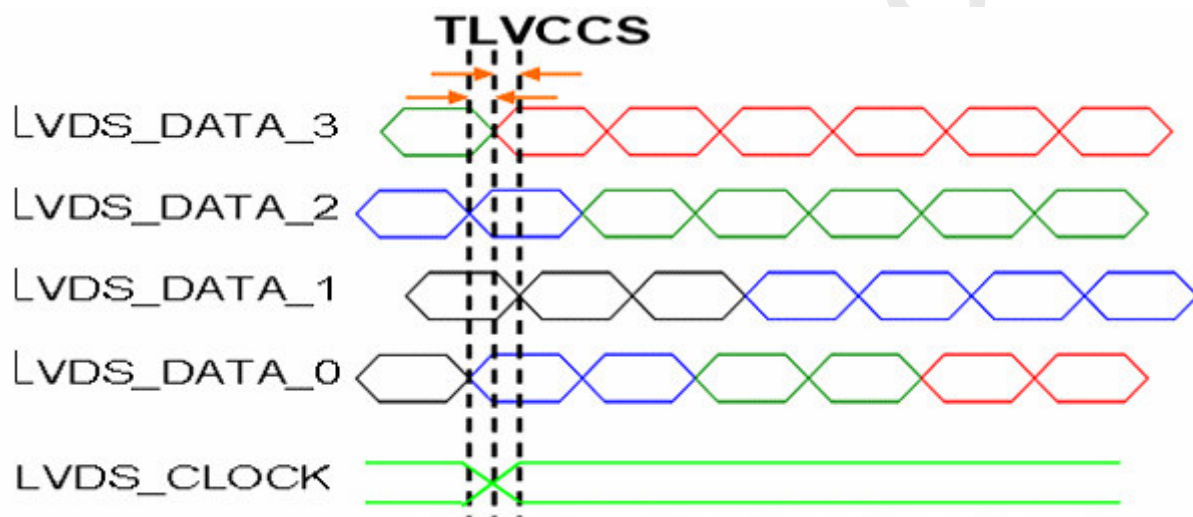 TLVCCS
LVDS_DATA_3
LVDS_DATA_2
LVDS_DATA_1
LVDS_DATA_0
LVDS_CLOCK